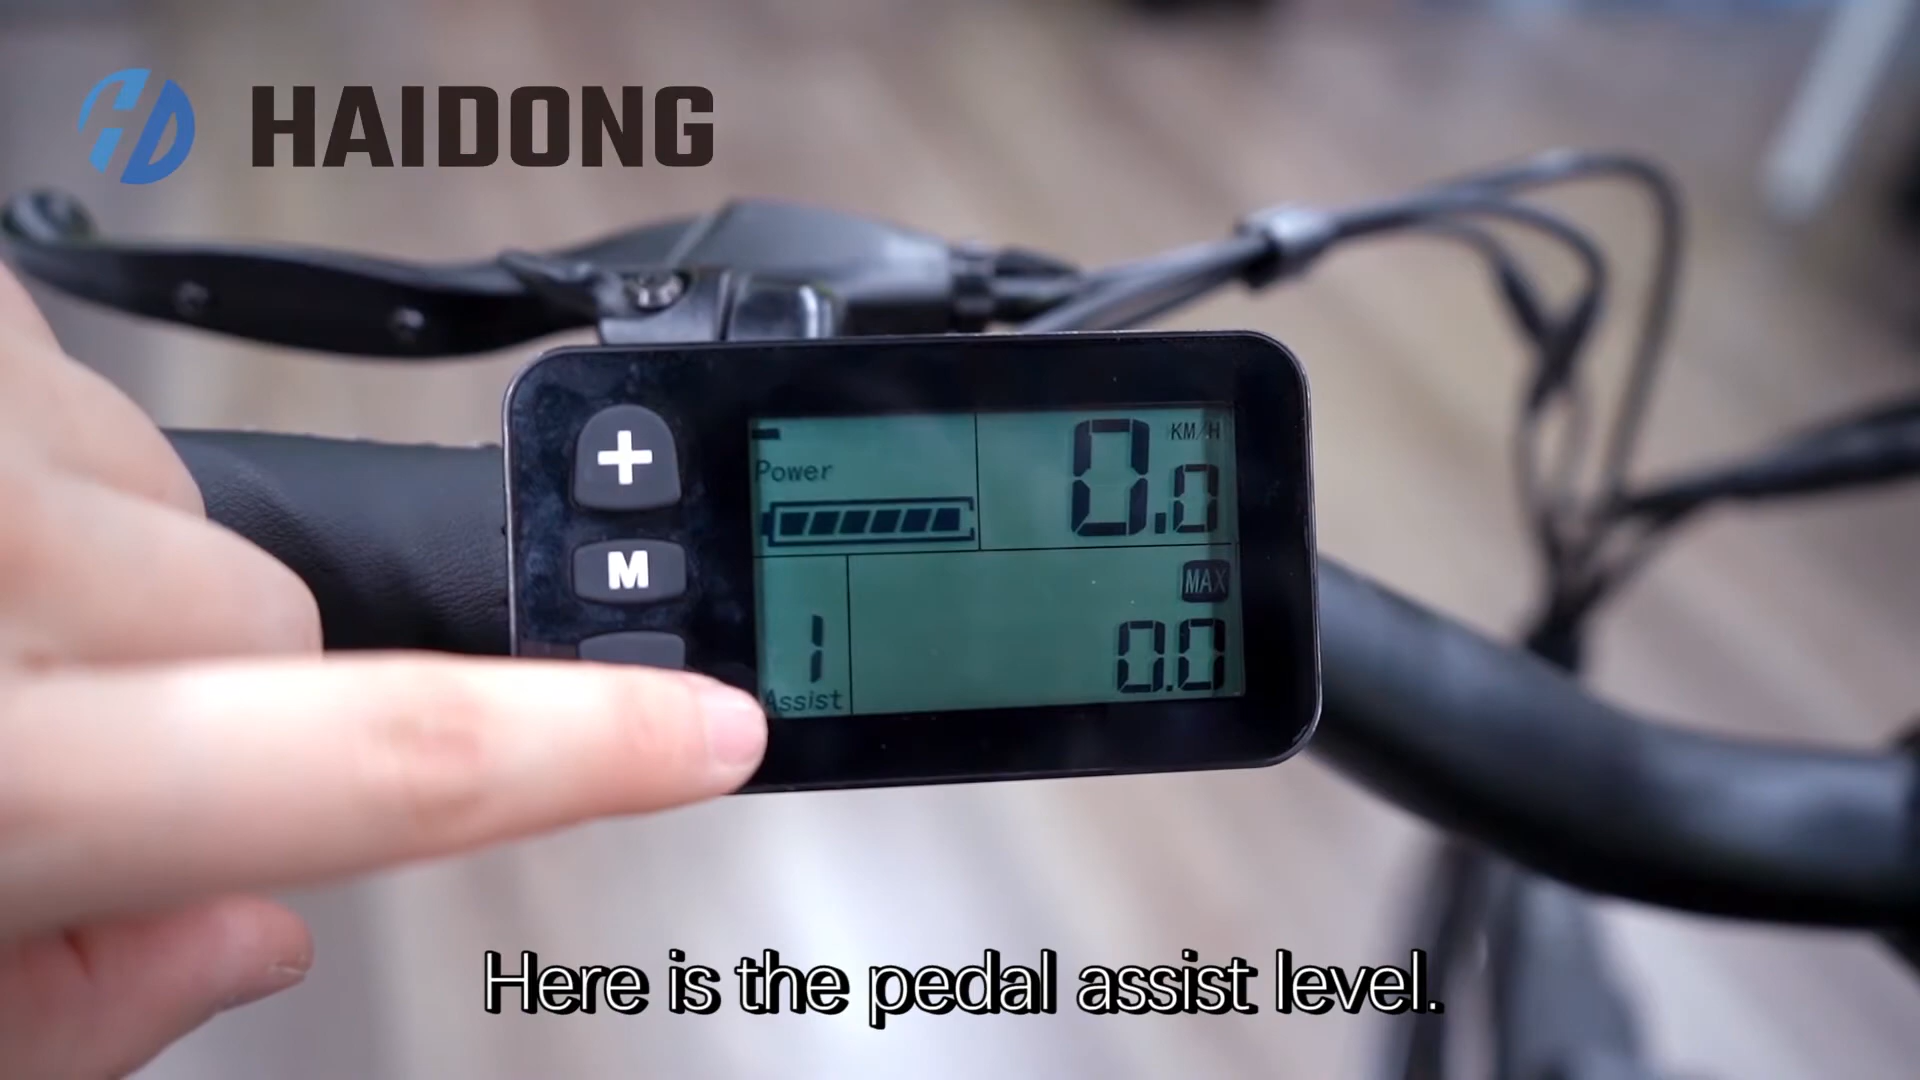 HAIDONG
+
M
Power
KM/H
0.0
MAX
1
0.0
Assist
Here is the pedal assist level.